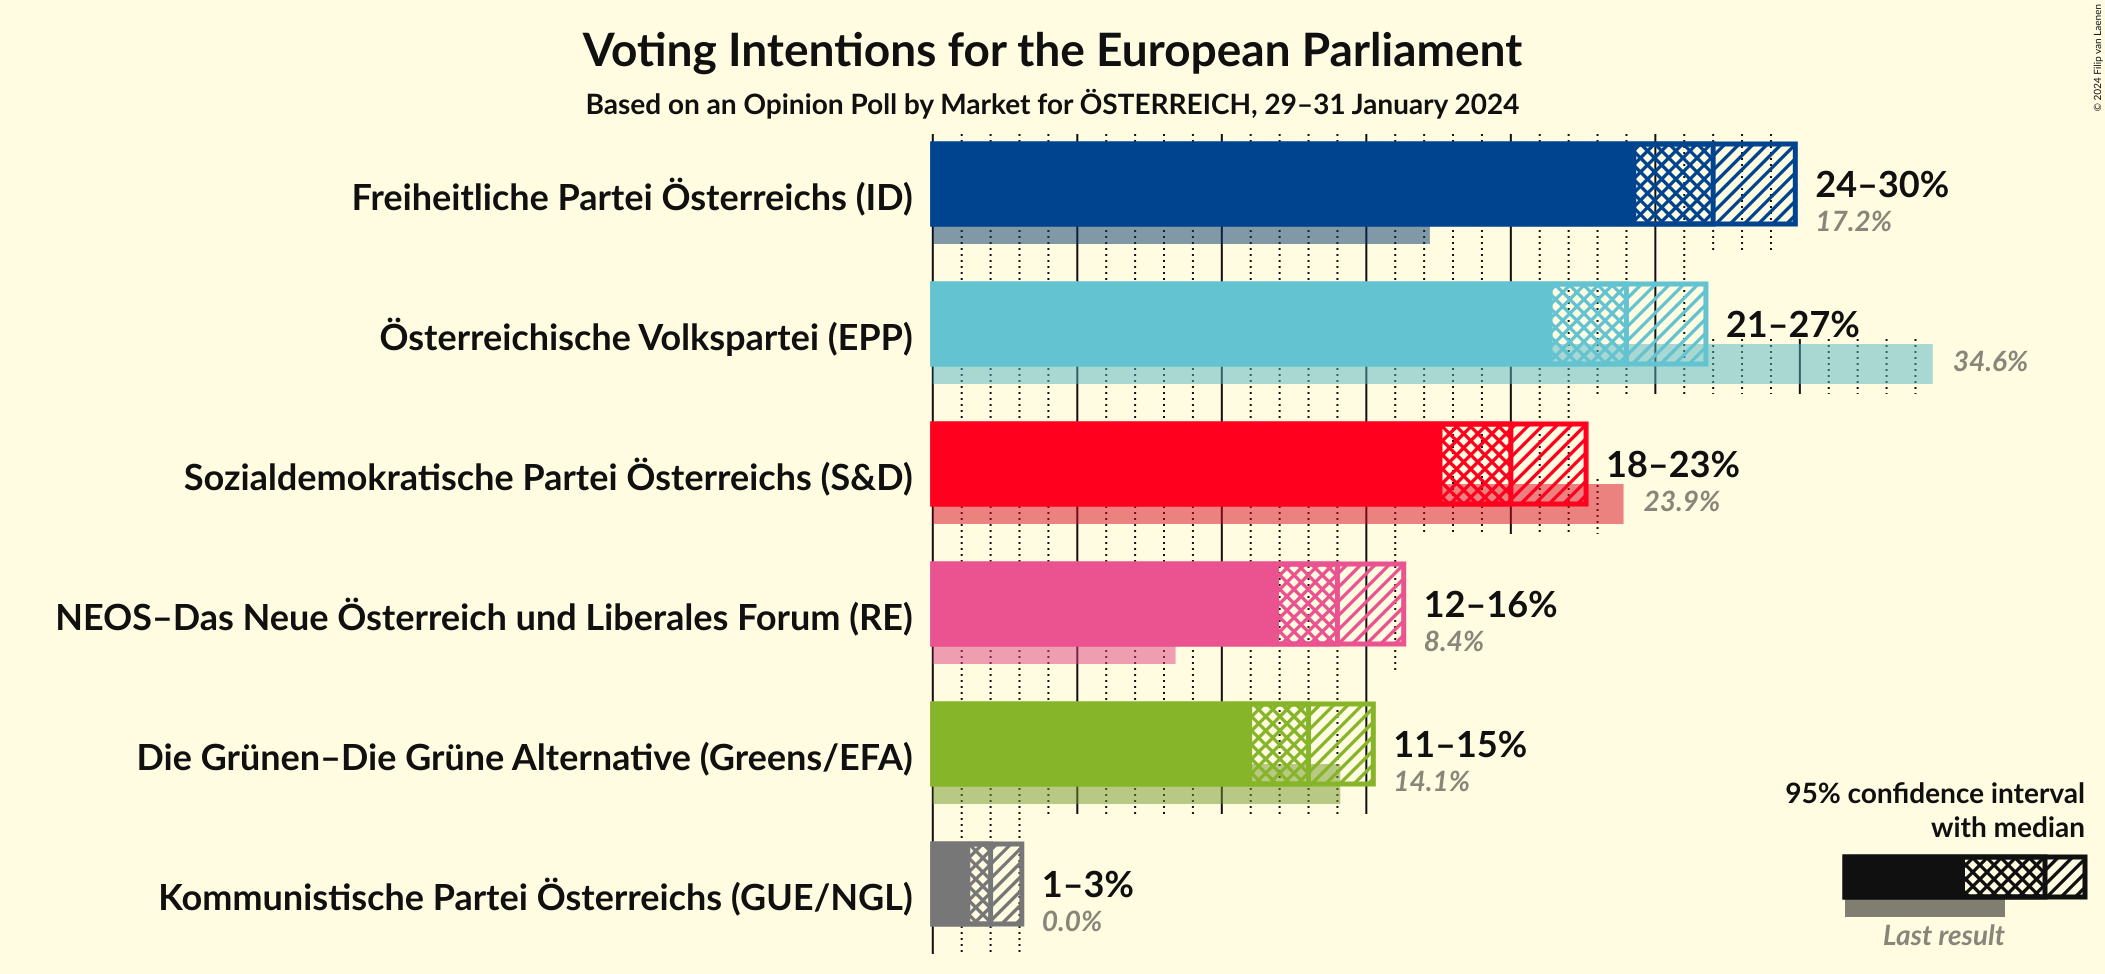 Voting Intentions for the European Parliament
Based on an Opinion Poll by Market for ÖSTERREICH, 29–31 January 2024
© 2024 Filip van Laenen
Freiheitliche Partei Österreichs (ID)
24–30%
17.2%
Österreichische Volkspartei (EPP)
21–27%
34.6%
Sozialdemokratische Partei Österreichs (S&D)
18–23%
23.9%
NEOS–Das Neue Österreich und Liberales Forum (RE)
12–16%
8.4%
Die Grünen–Die Grüne Alternative (Greens/EFA)
11–15%
14.1%
Kommunistische Partei Österreichs (GUE/NGL)
1–3%
0.0%
95% confidence interval
with median
Last result